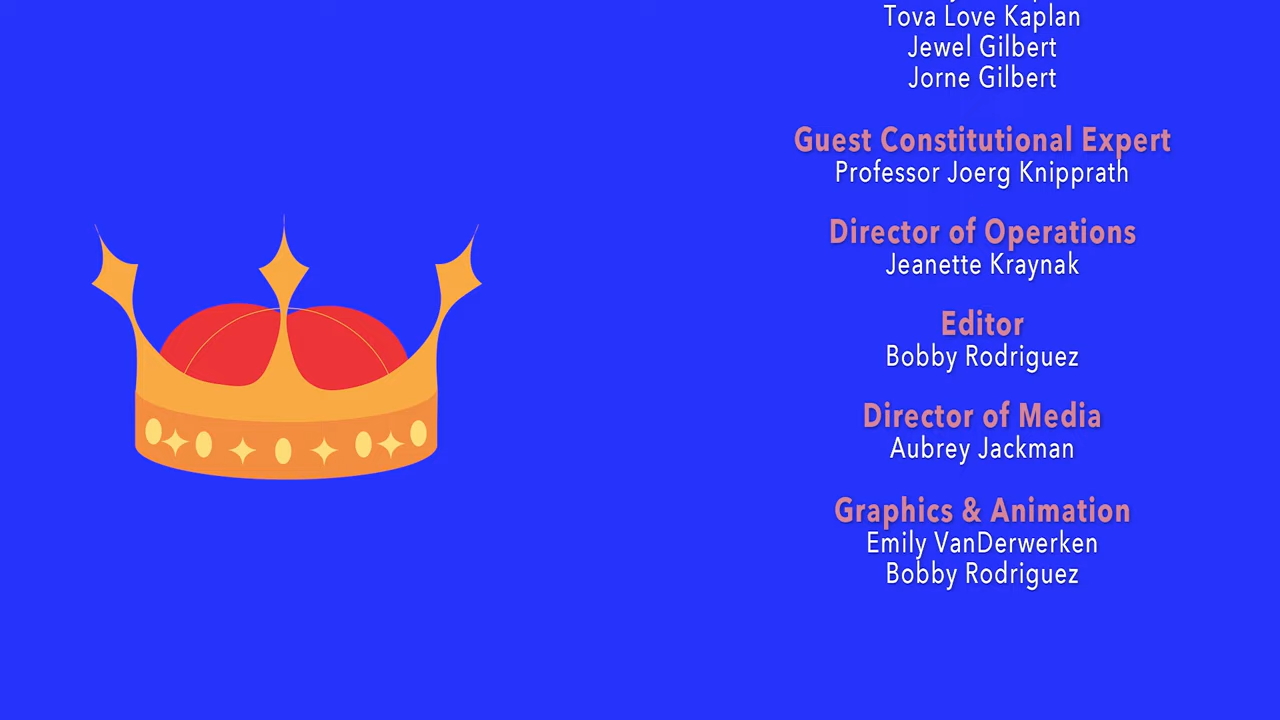 Tova Love Kaplan
Jewel Gilbert
Jorne Gilbert
Guest Constitutional Expert
Professor Joerg Knipprath
Director of Operations
Jeanette Kraynak
Editor
Bobby Rodriguez
Director of Media
Aubrey Jackman
Graphics & Animation
Emily VanDerwerken
Bobby Rodriguez